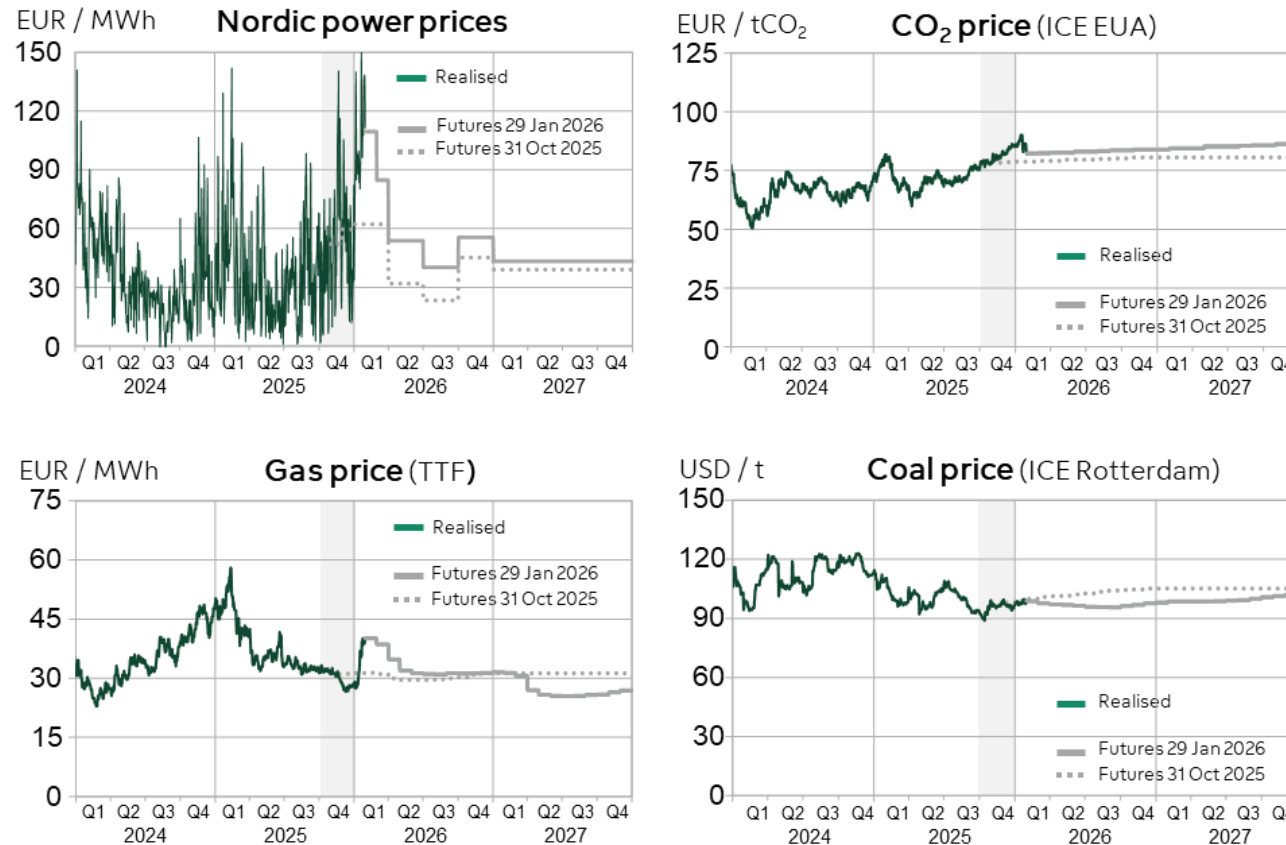 EUR / MWh Nordic power prices
150
120
90
60
30
0
Realised
Futures 29 Jan 2026
Futures 31 Oct 2025
Q1 Q2 Q3 Q4 Q1 Q2 Q3 Q4 Q1 Q2 Q3 Q4 Q1 Q2 Q3 Q4
2024 2025 2026 2027
EUR / tCO₂ CO₂ price (ICE EUA)
125
100
75
50
25
0
Realised
Futures 29 Jan 2026
Futures 31 Oct 2025
Q1 Q2 Q3 Q4 Q1 Q2 Q3 Q4 Q1 Q2 Q3 Q4 Q1 Q2 Q3 Q4
2024 2025 2026 2027
EUR / MWh Gas price (TTF)
75
60
45
30
15
0
Realised
Futures 29 Jan 2026
Futures 31 Oct 2025
Q1 Q2 Q3 Q4 Q1 Q2 Q3 Q4 Q1 Q2 Q3 Q4 Q1 Q2 Q3 Q4
2024 2025 2026 2027
USD / t Coal price (ICE Rotterdam)
150
120
90
60
30
0
Realised
Futures 29 Jan 2026
Futures 31 Oct 2025
Q1 Q2 Q3 Q4 Q1 Q2 Q3 Q4 Q1 Q2 Q3 Q4 Q1 Q2 Q3 Q4
2024 2025 2026 2027